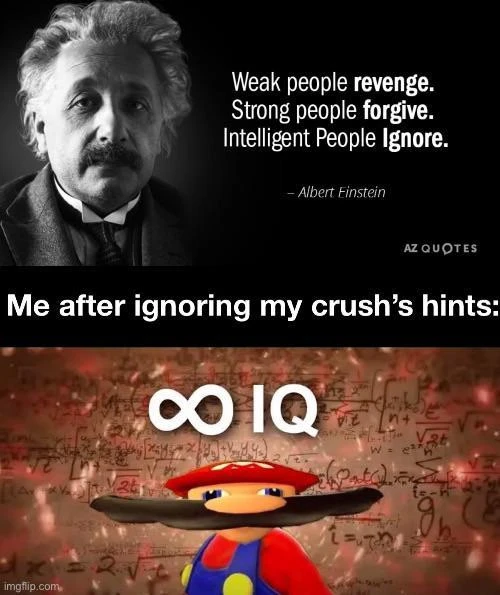 Weak people revenge.
Strong people forgive.
Intelligent People Ignore.
– Albert Einstein
AZ QUOTES
Me after ignoring my crush's hints:
∞ IQ
imgflip.com